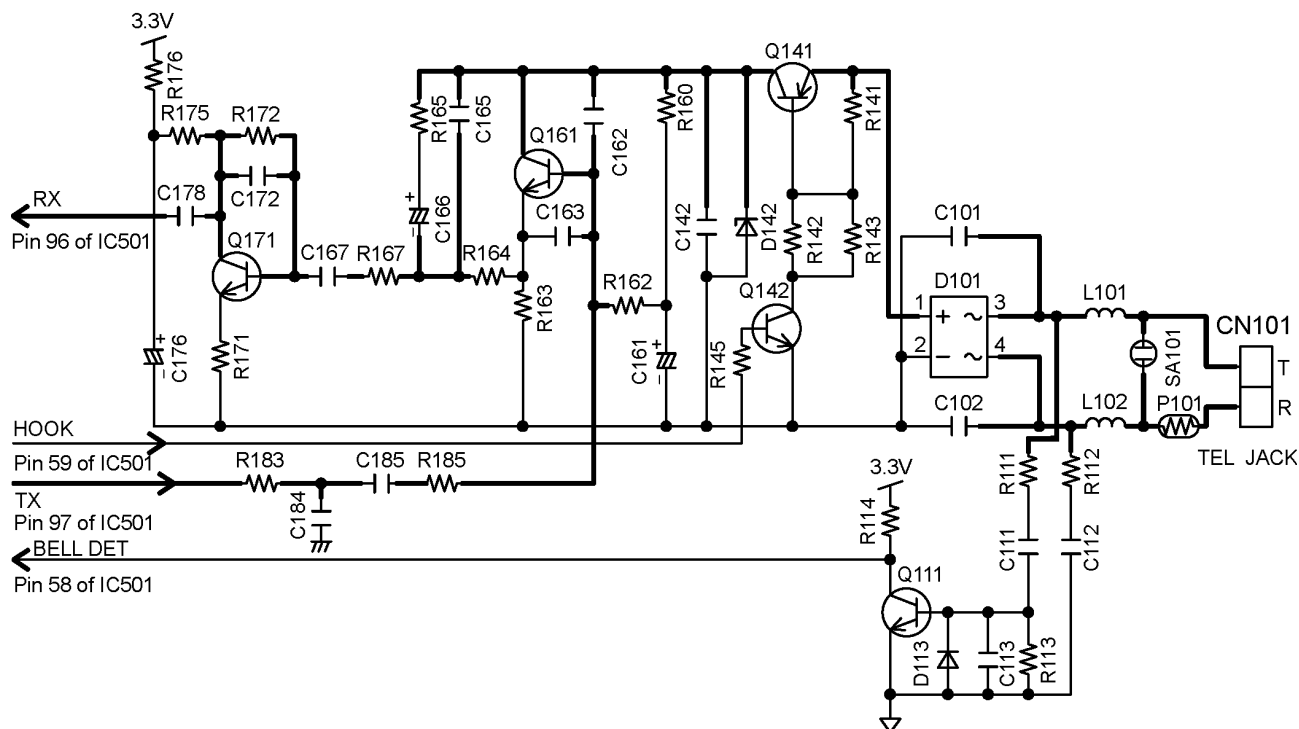 3.3V
Q141
R176
R175
R172
R165
C165
Q161
C162
R160
R141
RX
C178
C172
Pin 96 of IC501
Q171
C166
C163
C142
D142
R142
R143
C101
C167
R167
R164
R162
Q142
D101
1
+
~
3
2
−
~
4
L101
CN101
SA101
T
R
+
−
C176
R171
R163
+
−
C161
R145
+
−
C102
L102
P101
HOOK
Pin 59 of IC501
TEL JACK
R183
C185
R185
TX
Pin 97 of IC501
C184
3.3V
R114
R111
R112
BELL DET
Pin 58 of IC501
C111
C112
Q111
D113
C113
R113